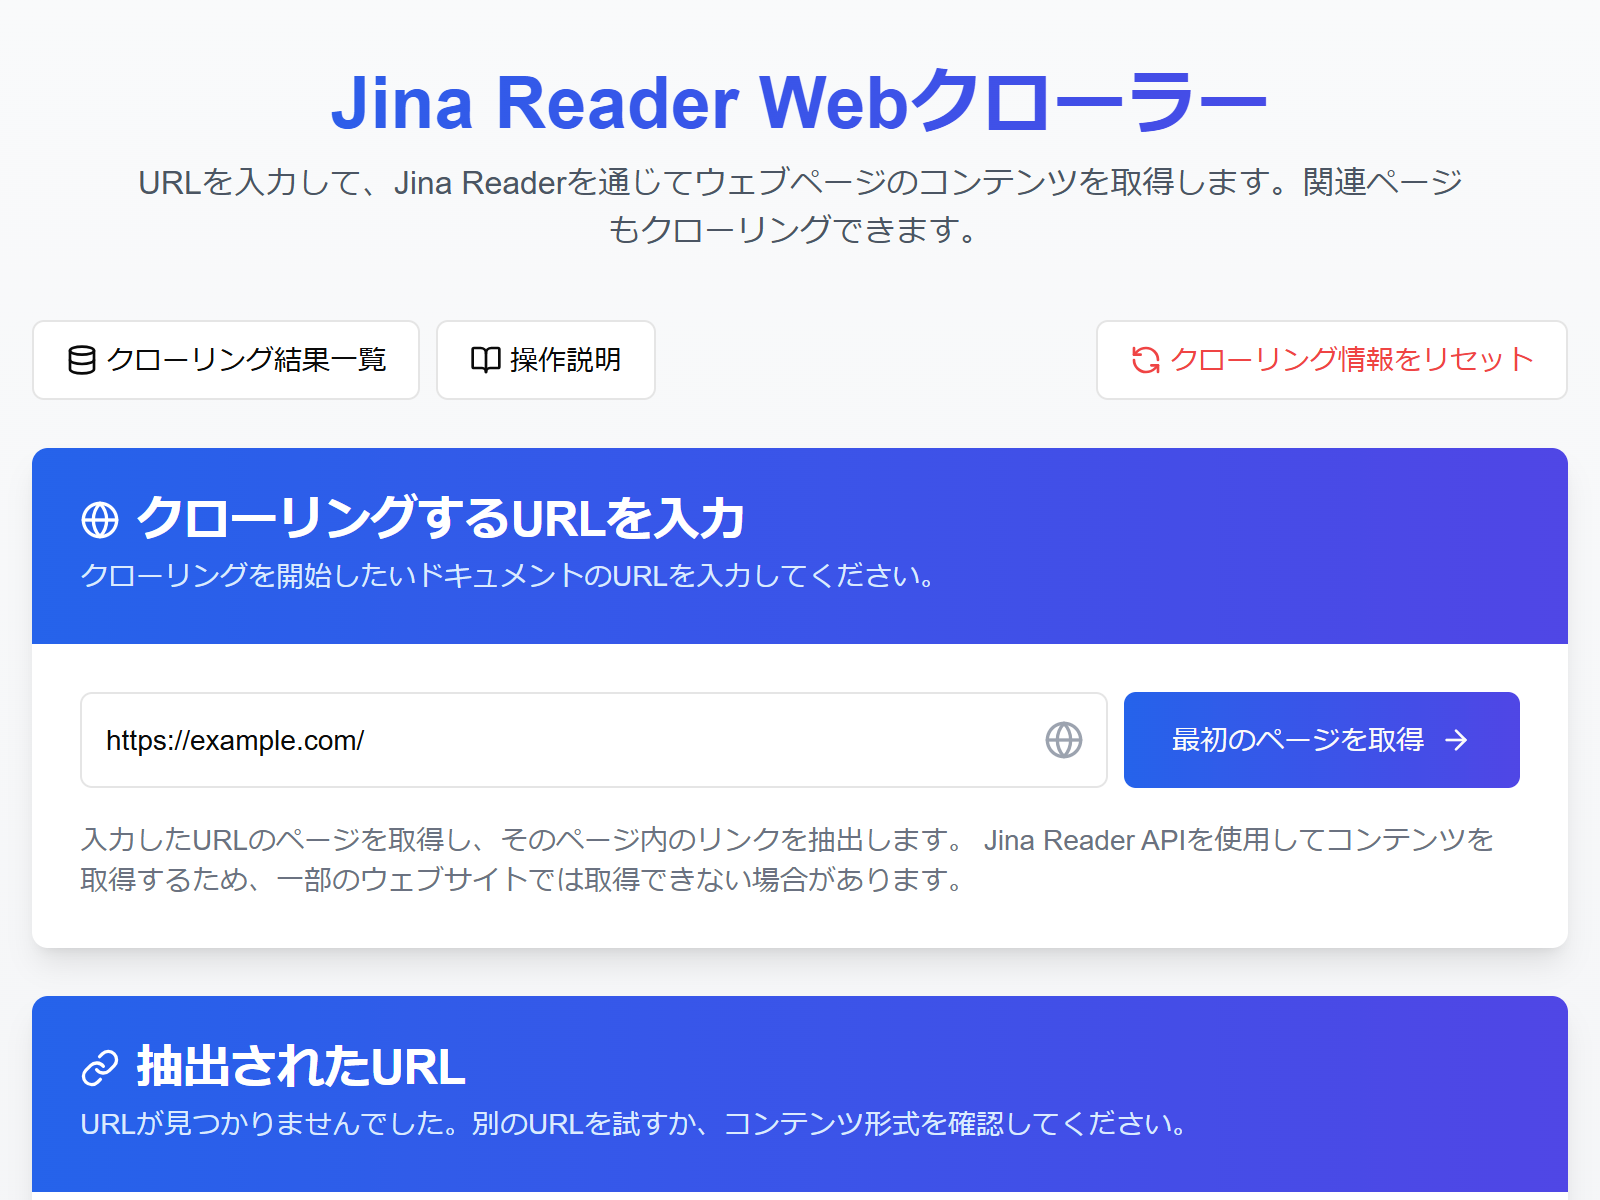 Jina Reader Webクローラー
URLを入力して、Jina Readerを通じてウェブページのコンテンツを取得します。関連ページ
もクローリングできます。
クローリング結果一覧
操作説明
クローリング情報をリセット
クローリングするURLを入力
クローリングを開始したいドキュメントのURLを入力してください。
https://example.com/
最初のページを取得
入力したURLのページを取得し、そのページ内のリンクを抽出します。 Jina Reader APIを使用してコンテンツを
取得するため、一部のウェブサイトでは取得できない場合があります。
抽出されたURL
URLが見つかりませんでした。別のURLを試すか、コンテンツ形式を確認してください。